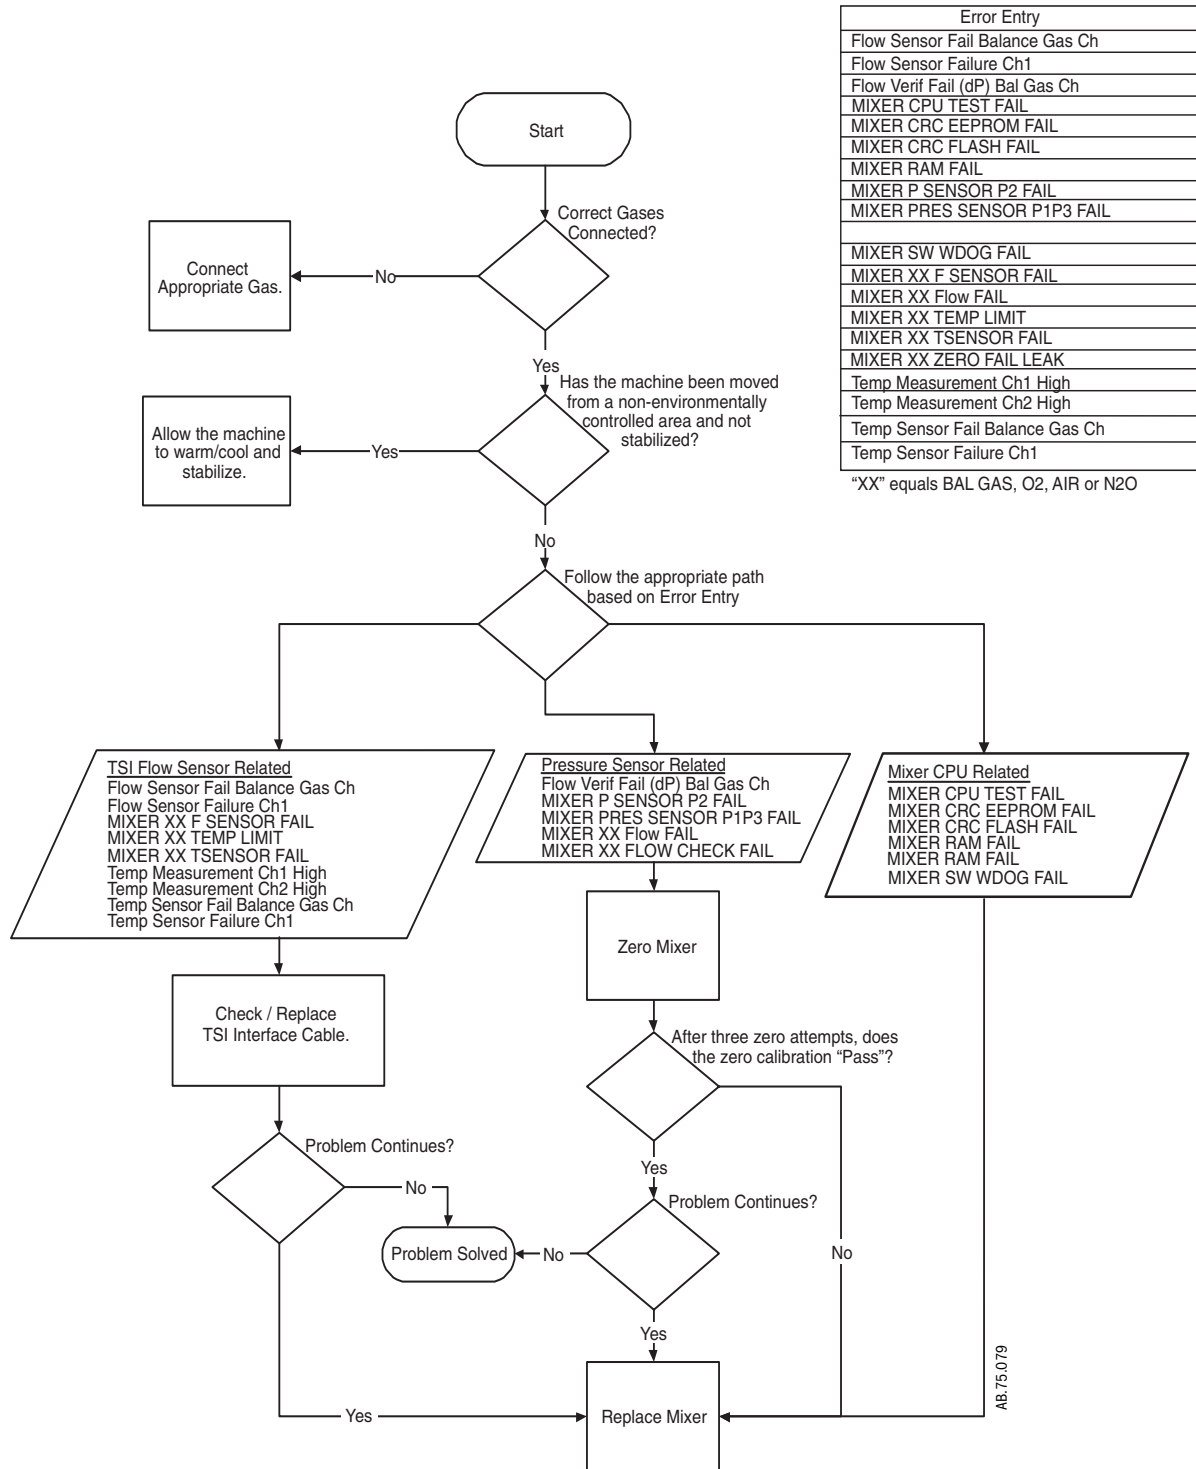 Error Entry
Flow Sensor Fail Balance Gas Ch
Flow Sensor Failure Ch1
Flow Verif Fail (dP) Bal Gas Ch
MIXER CPU TEST FAIL
MIXER CRC EEPROM FAIL
MIXER CRC FLASH FAIL
MIXER RAM FAIL
MIXER P SENSOR P2 FAIL
MIXER PRES SENSOR P1P3 FAIL
MIXER SW WDOG FAIL
MIXER XX F SENSOR FAIL
MIXER XX Flow FAIL
MIXER XX TEMP LIMIT
MIXER XX TSENSOR FAIL
MIXER XX ZERO FAIL LEAK
Temp Measurement Ch1 High
Temp Measurement Ch2 High
Temp Sensor Fail Balance Gas Ch
Temp Sensor Failure Ch1
“XX” equals BAL GAS, O2, AIR or N2O
Start
Correct Gases
Connected?
No
Connect
Appropriate Gas.
Yes
Has the machine been moved
from a non-environmentally
controlled area and not
stabilized?
Yes
Allow the machine
to warm/cool and
stabilize.
No
Follow the appropriate path
based on Error Entry
TSI Flow Sensor Related
Flow Sensor Fail Balance Gas Ch
Flow Sensor Failure Ch1
MIXER XX F SENSOR FAIL
MIXER XX TEMP LIMIT
MIXER XX TSENSOR FAIL
Temp Measurement Ch1 High
Temp Measurement Ch2 High
Temp Sensor Fail Balance Gas Ch
Temp Sensor Failure Ch1
Pressure Sensor Related
Flow Verif Fail (dP) Bal Gas Ch
MIXER P SENSOR P2 FAIL
MIXER PRES SENSOR P1P3 FAIL
MIXER XX Flow FAIL
MIXER XX FLOW CHECK FAIL
Mixer CPU Related
MIXER CPU TEST FAIL
MIXER CRC EEPROM FAIL
MIXER CRC FLASH FAIL
MIXER RAM FAIL
MIXER RAM FAIL
MIXER SW WDOG FAIL
Check / Replace
TSI Interface Cable.
Zero Mixer
After three zero attempts, does
the zero calibration “Pass”?
Problem Continues?
No
Yes
Problem Continues?
Problem Solved
No
No
Yes
Yes
Replace Mixer
AB.75.079